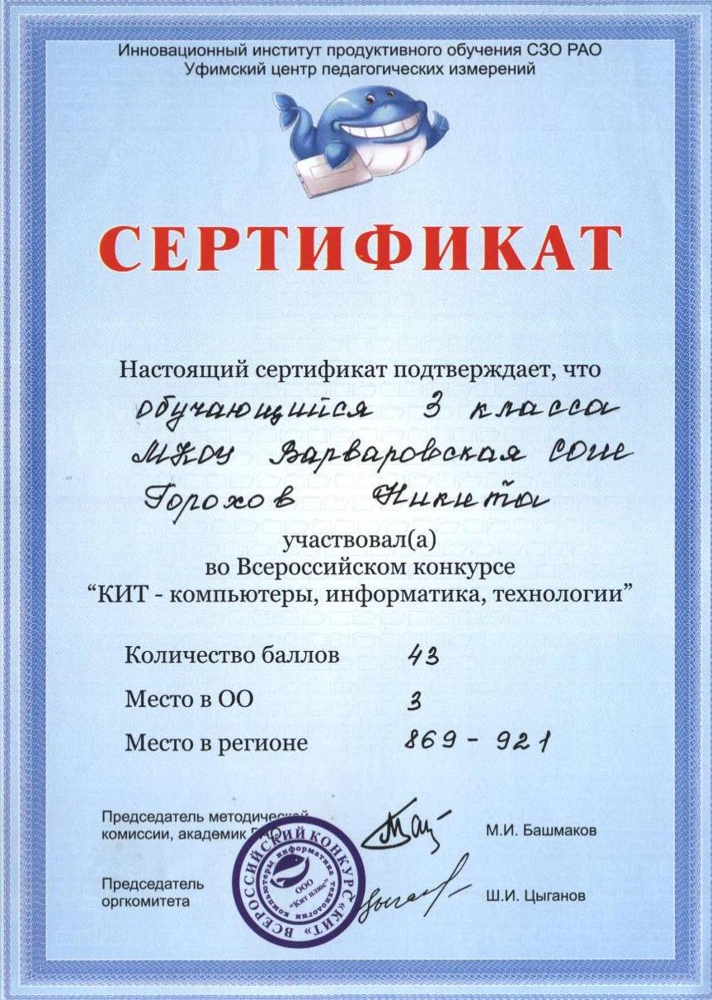 Инновационный институт продуктивного обучения СЗО РАО
Уфимский центр педагогических измерений
СЕРТИФИКАТ
Настоящий сертификат подтверждает, что
обучающийся 3 класса
МКОУ Варваровская СОШ
Горохов Никита
участвовал(а)
во Всероссийском конкурсе
“КИТ - компьютеры, информатика, технологии”
Количество баллов 43
Место в ОО 3
Место в регионе 869 - 921
Председатель методической
комиссии, академик РАО
М.И. Башмаков
Председатель
оргкомитета
Ш.И. Цыганов
ВСЕРОССИЙСКИЙ КОНКУРС «КИТ»
компьютеры информатика технологии
ООО
«Кит плюс»